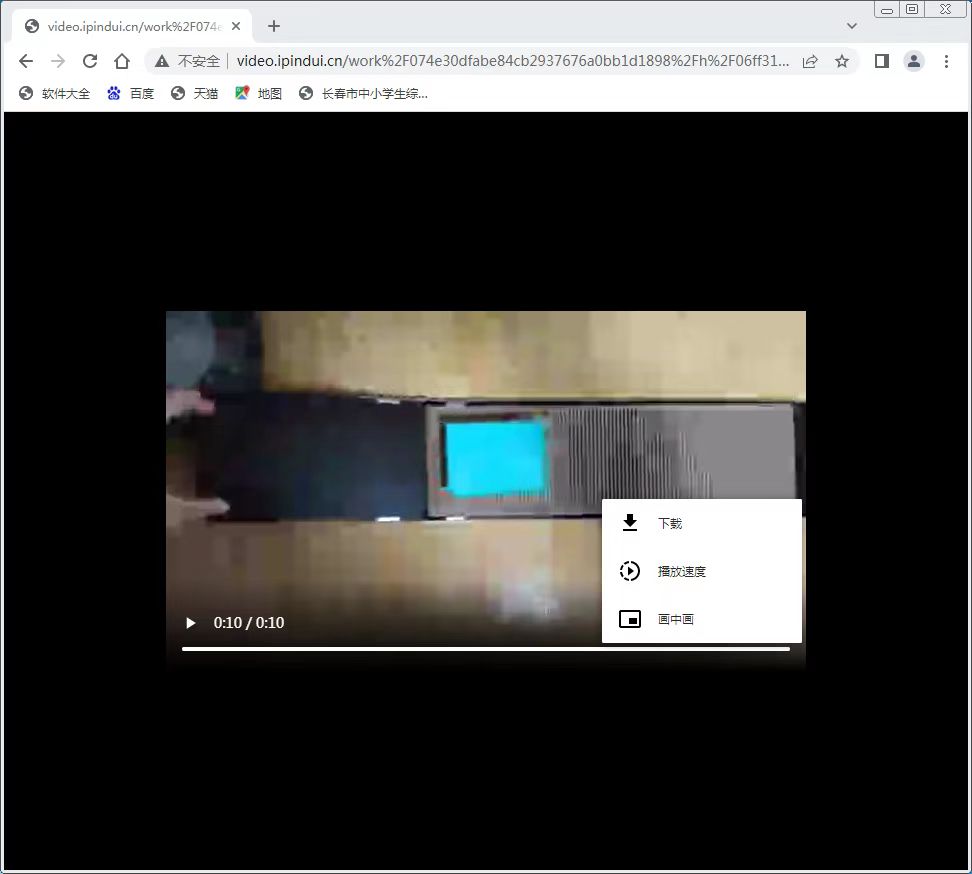 video.ipindui.cn/work%2F074e
不安全 video.ipindui.cn/work%2F074e30dfabe84cb2937676a0bb1d1898%2Fh%2F06ff31...
软件大全 百度 天猫 地图 长春市中小学生综...
下载
播放速度
画中画
0:10 / 0:10